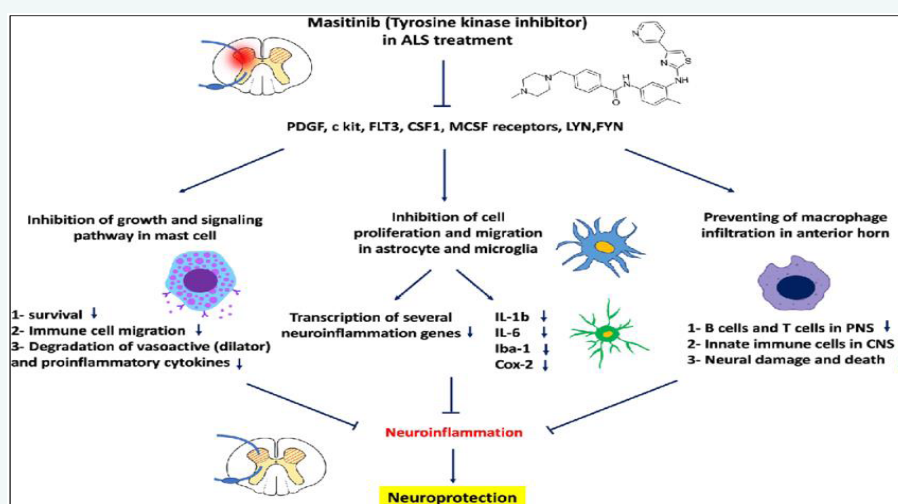 Masitinib (Tyrosine kinase inhibitor)
in ALS treatment
N
N
S
N
N
CH₃
NH
NH
O
PDGF, c kit, FLT3, CSF1, MCSF receptors, LYN,FYN
Inhibition of growth and signaling
pathway in mast cell
Inhibition of cell
proliferation and migration
in astrocyte and microglia
Preventing of macrophage
infiltration in anterior horn
1- survival ↓
2- Immune cell migration ↓
3- Degradation of vasoactive (dilator)
and proinflammatory cytokines ↓
Transcription of several
neuroinflammation genes ↓
IL-1b ↓
IL-6 ↓
Iba-1 ↓
Cox-2 ↓
1- B cells and T cells in PNS ↓
2- Innate immune cells in CNS
3- Neural damage and death
Neuroinflammation
Neuroprotection